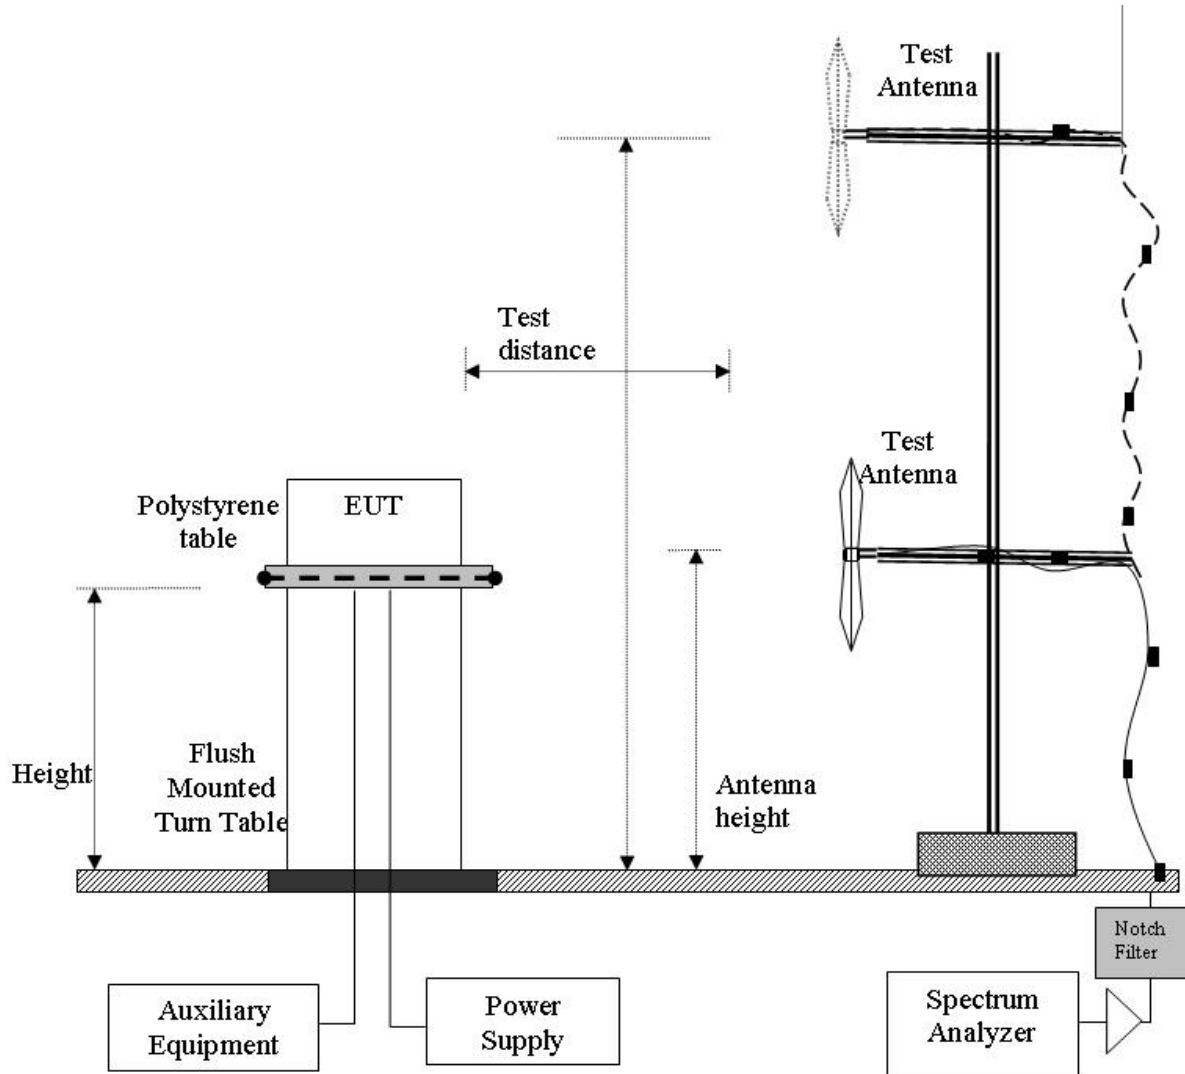 Test
Antenna
Test
distance
Test
Antenna
Polystyrene
table
EUT
Height
Flush
Mounted
Turn Table
Antenna
height
Notch
Filter
Auxiliary
Equipment
Power
Supply
Spectrum
Analyzer